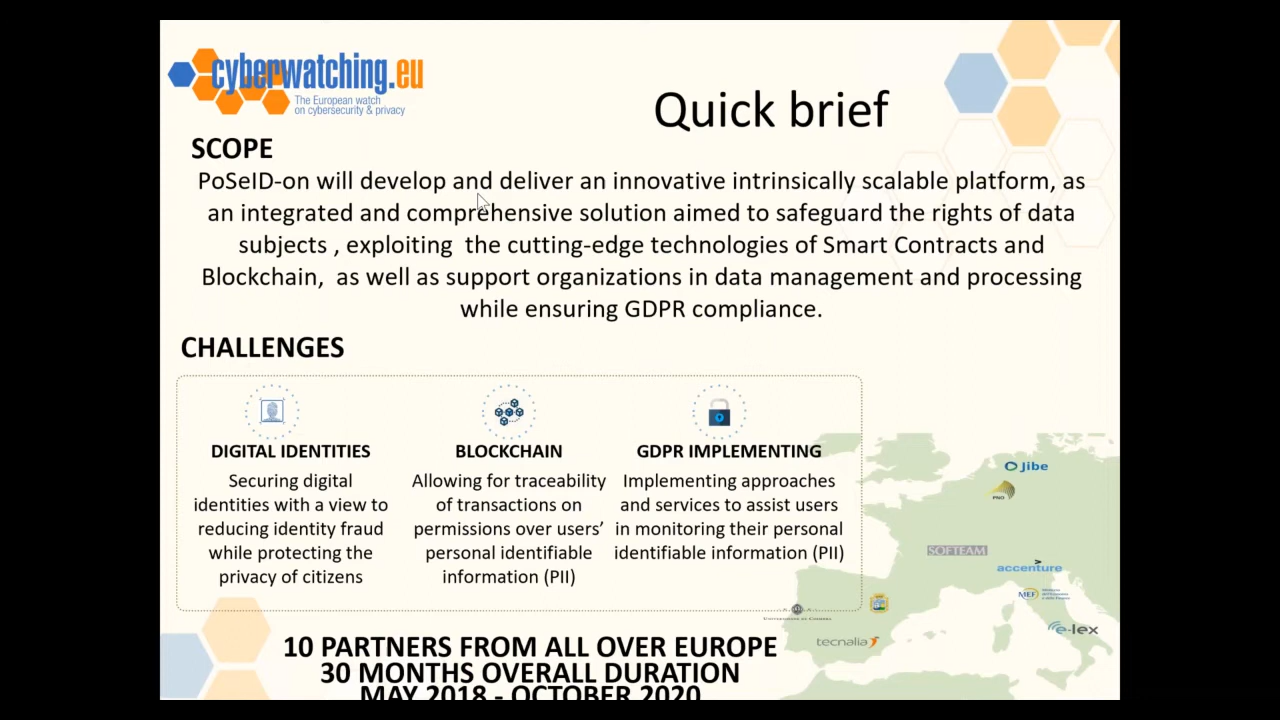 cyberwatching.eu
The European watch
on cybersecurity & privacy
Quick brief
SCOPE
PoSeID-on will develop and deliver an innovative intrinsically scalable platform, as
an integrated and comprehensive solution aimed to safeguard the rights of data
subjects , exploiting the cutting-edge technologies of Smart Contracts and
Blockchain, as well as support organizations in data management and processing
while ensuring GDPR compliance.
CHALLENGES
DIGITAL IDENTITIES
Securing digital
identities with a view to
reducing identity fraud
while protecting the
privacy of citizens
BLOCKCHAIN
Allowing for traceability
of transactions on
permissions over users’
personal identifiable
information (PII)
GDPR IMPLEMENTING
Implementing approaches
and services to assist users
in monitoring their personal
identifiable information (PII)
Jibe
PNO
SOFTEAM
accenture
MEF
e-lex
tecnalia
10 PARTNERS FROM ALL OVER EUROPE
30 MONTHS OVERALL DURATION
MAY 2018 - OCTOBER 2020